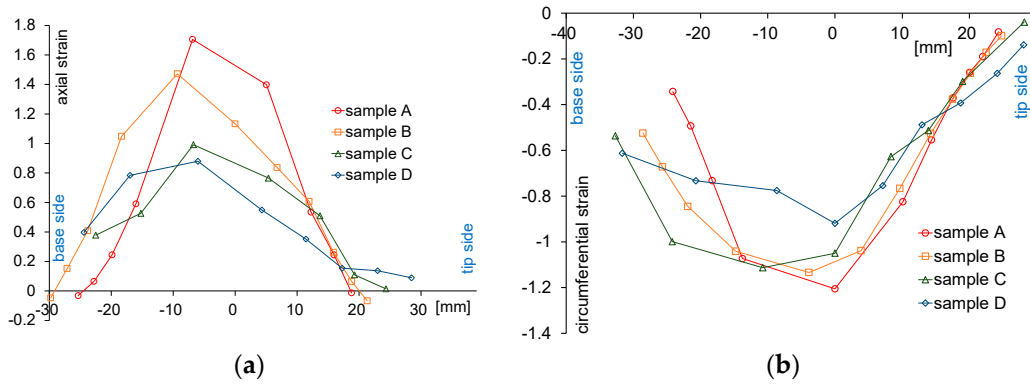 1.8
1.6
1.4
1.2
1
0.8
0.6
0.4
0.2
0
-0.2
axial strain
base side
tip side
-30
-20
-10
0
10
20
30
[mm]
sample A
sample B
sample C
sample D
(a)
0
-0.2
-0.4
-0.6
-0.8
-1
-1.2
-1.4
-40
-30
-20
-10
0
20
[mm]
base side
tip side
circumferential strain
sample A
sample B
sample C
sample D
(b)